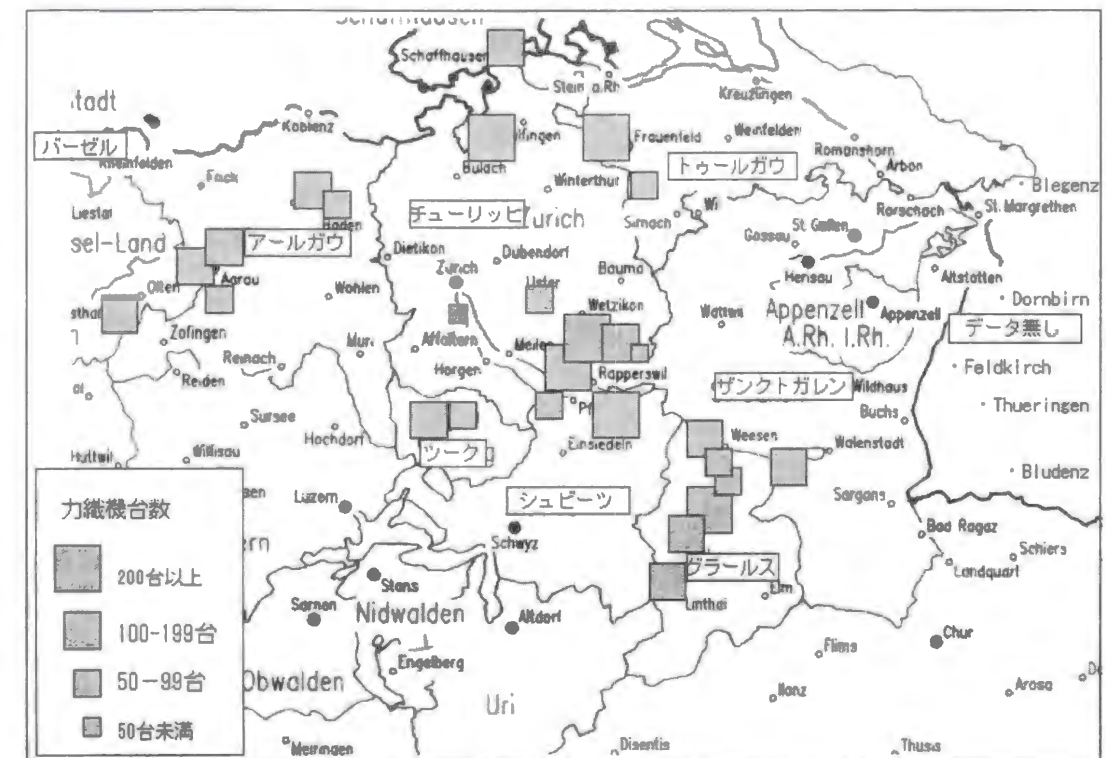 Schaffhausen
Stein a.Rh
Kreuzlingen
tadt
Koblenz
バーゼル
Rheinfelden
Frick
Frauenfeld
Weinfelden
Romanshorn
Arbon
トゥールガウ
Bulach
Winterthur
Blegenz
Rorschach
St. Margrethen
Liestal
Baden
チューリッヒ
Zurich
Sirnach
Wi
Gossau
St Gallen
sel-Land
アールガウ
Dietikon
Dubendorf
Zurich
Bauma
Herisau
Altstatten
Aarau
Olten
Wohlen
Uster
Wetzikon
Wattwil
Appenzell
A.Rh. I.Rh.
Appenzell
Dornbirn
データ無し
sthal
Zofingen
Muri
Affoltern
Meilen
Horgen
Reinach
Reiden
Rapperswil
Pf
ザンクトガレン
Wildhaus
Feldkirch
Buchs
Thueringen
Sursee
Hochdorf
ツーク
Einsiedeln
Weesen
Walenstadt
Huttwil
Willisau
Bludenz
シュビーツ
Sargans
Luzern
Schwyz
Bad Ragaz
Schiers
Landquart
グラールス
Linthal
Elm
Stans
Sarnen
Nidwalden
Altdorf
Chur
Flims
Engelberg
Obwalden
Uri
Ilanz
Arosa
Meiringen
Disentis
Thusis
力織機台数
200台以上
100-199台
50-99台
50台未満